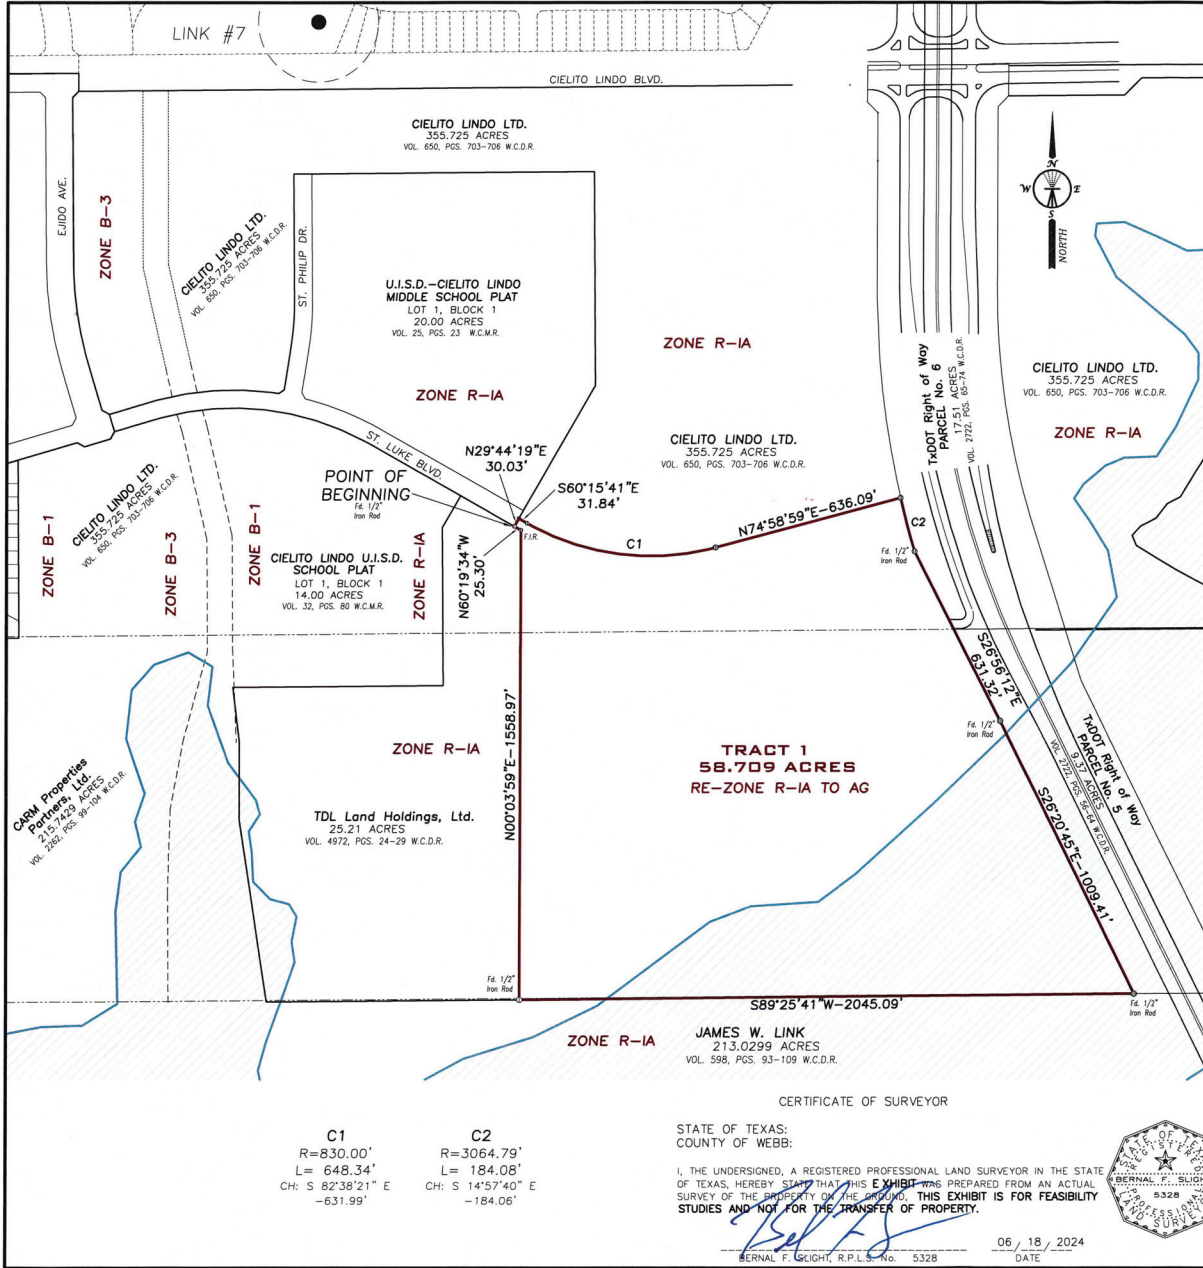 LINK #7
CIELITO LINDO BLVD.
CIELITO LINDO LTD.
355.725 ACRES
VOL. 650, PGS. 703-706 W.C.D.R.
EJIDO AVE.
ZONE B-3
CIELITO LINDO LTD.
355.725 ACRES
VOL. 650, PGS. 703-706 W.C.D.R.
ST. PHILIP DR.
U.I.S.D.-CIELITO LINDO
MIDDLE SCHOOL PLAT
LOT 1, BLOCK 1
20.00 ACRES
VOL. 25, PGS. 23 W.C.M.R.
ZONE R-1A
ZONE R-1A
N
W
E
S
NORTH
TxDOT Right of Way
PARCEL No. 6
17.51 ACRES
VOL. 2722, PGS. 65-74 W.C.D.R.
CIELITO LINDO LTD.
355.725 ACRES
VOL. 650, PGS. 703-706 W.C.D.R.
ZONE R-1A
ST. LUKE BLVD.
N29°44'19"E
30.03'
CIELITO LINDO LTD.
355.725 ACRES
VOL. 650, PGS. 703-706 W.C.D.R.
POINT OF
BEGINNING
Fd. 1/2"
Iron Rod
S60°15'41"E
31.84'
F.I.R.
C1
N74°58'59"E-636.09'
C2
Fd. 1/2"
Iron Rod
CIELITO LINDO LTD.
355.725 ACRES
VOL. 650, PGS. 703-706 W.C.D.R.
ZONE B-1
ZONE B-3
ZONE B-1
CIELITO LINDO U.I.S.D.
SCHOOL PLAT
LOT 1, BLOCK 1
14.00 ACRES
VOL. 32, PGS. 80 W.C.M.R.
ZONE R-1A
N60°19'34"W
25.30'
S26°56'12"E
631.32'
Fd. 1/2"
Iron Rod
ZONE R-1A
N00°03'59"E-1558.97'
TRACT 1
58.709 ACRES
RE-ZONE R-1A TO AG
TxDOT Right of Way
PARCEL No. 5
9.37 ACRES
VOL. 2722, PGS. 56-64 W.C.D.R.
S26°20'45"E-1009.41'
CARM Properties
Partners, Ltd.
215.7429 ACRES
VOL. 2262, PGS. 99-104 W.C.D.R.
TDL Land Holdings, Ltd.
25.21 ACRES
VOL. 4972, PGS. 24-29 W.C.D.R.
Fd. 1/2"
Iron Rod
S89°25'41"W-2045.09'
Fd. 1/2"
Iron Rod
ZONE R-1A
JAMES W. LINK
213.0299 ACRES
VOL. 598, PGS. 93-109 W.C.D.R.
C1
R=830.00'
L= 648.34'
CH: S 82°38'21" E
-631.99'
C2
R=3064.79'
L= 184.08'
CH: S 14°57'40" E
-184.06'
CERTIFICATE OF SURVEYOR
STATE OF TEXAS:
COUNTY OF WEBB:
I, THE UNDERSIGNED, A REGISTERED PROFESSIONAL LAND SURVEYOR IN THE STATE
OF TEXAS, HEREBY STATE THAT THIS EXHIBIT WAS PREPARED FROM AN ACTUAL
SURVEY OF THE PROPERTY ON THE GROUND, THIS EXHIBIT IS FOR FEASIBILITY
STUDIES AND NOT FOR THE TRANSFER OF PROPERTY.
BERNAL F. SLIGHT, R.P.L.S. No. 5328
06 / 18 / 2024
DATE
STATE OF TEX
REGISTERED
BERNAL F. SLIGH
5328
PROFESSIONAL
LAND SURVEY